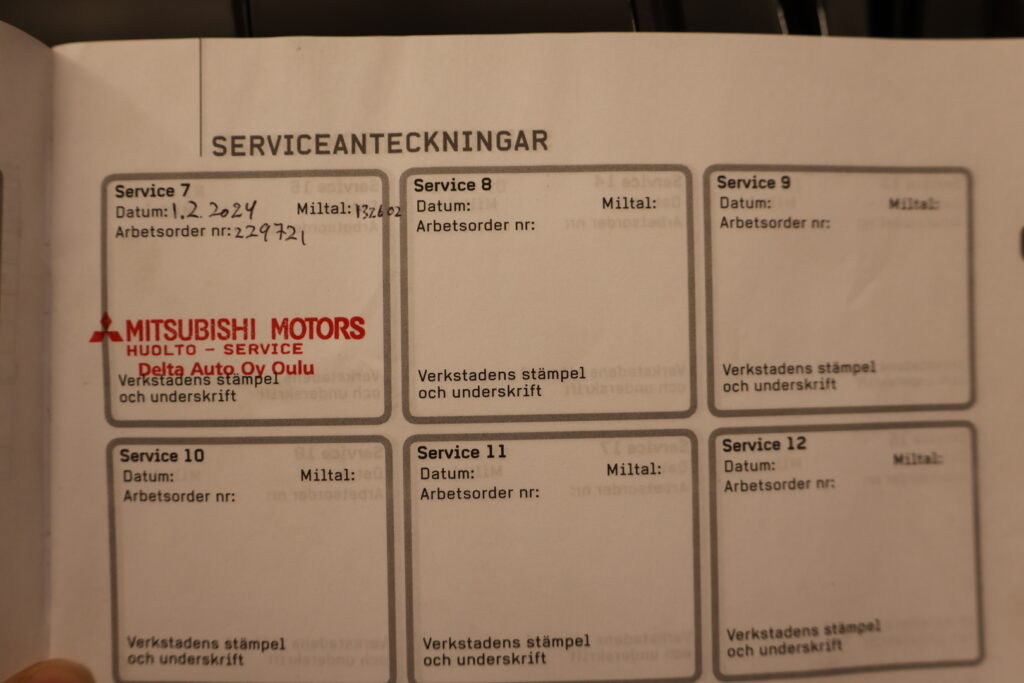 SERVICEANTECKNINGAR
Service 7
Datum: 1.2.2024 Miltal: 132602
Arbetsorder nr: 229721
MITSUBISHI MOTORS
HUOLTO - SERVICE
Delta Auto Oy Oulu
Verkstadens stämpel
och underskrift
Service 8
Datum: Miltal:
Arbetsorder nr:
Verkstadens stämpel
och underskrift
Service 9
Datum: Miltal:
Arbetsorder nr:
Verkstadens stämpel
och underskrift
Service 10
Datum: Miltal:
Arbetsorder nr:
Verkstadens stämpel
och underskrift
Service 11
Datum: Miltal:
Arbetsorder nr:
Verkstadens stämpel
och underskrift
Service 12
Datum: Miltal:
Arbetsorder nr:
Verkstadens stämpel
och underskrift